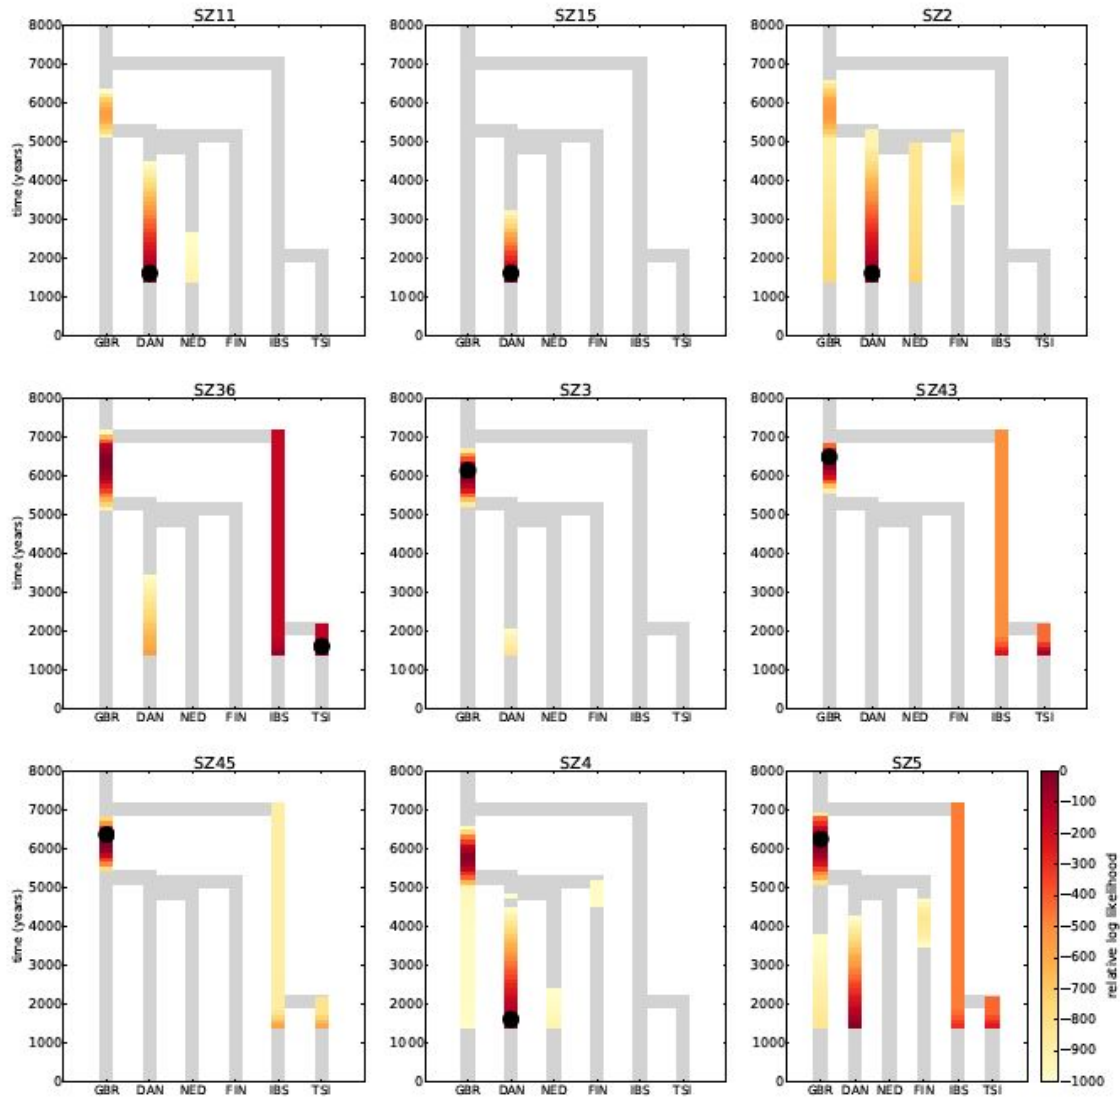 SZ11 SZ15 SZ2
8000 8000 8000
7000 7000 7000
6000 6000 6000
5000 5000 5000
time (years)
4000 4000 4000
3000 3000 3000
2000 2000 2000
1000 1000 1000
0 0 0
GBR DAN NED FIN IBS TSI GBR DAN NED FIN IBS TSI GBR DAN NED FIN IBS TSI
SZ36 SZ3 SZ43
8000 8000 8000
7000 7000 7000
6000 6000 6000
5000 5000 5000
time (years)
4000 4000 4000
3000 3000 3000
2000 2000 2000
1000 1000 1000
0 0 0
GBR DAN NED FIN IBS TSI GBR DAN NED FIN IBS TSI GBR DAN NED FIN IBS TSI
SZ45 SZ4 SZ5
8000 8000 8000
7000 7000 7000
6000 6000 6000
5000 5000 5000
time (years)
4000 4000 4000
3000 3000 3000
2000 2000 2000
1000 1000 1000
0 0 0
GBR DAN NED FIN IBS TSI GBR DAN NED FIN IBS TSI GBR DAN NED FIN IBS TSI
0
−100
−200
−300
−400
−500
−600
−700
−800
−900
−1000
relative log likelihood